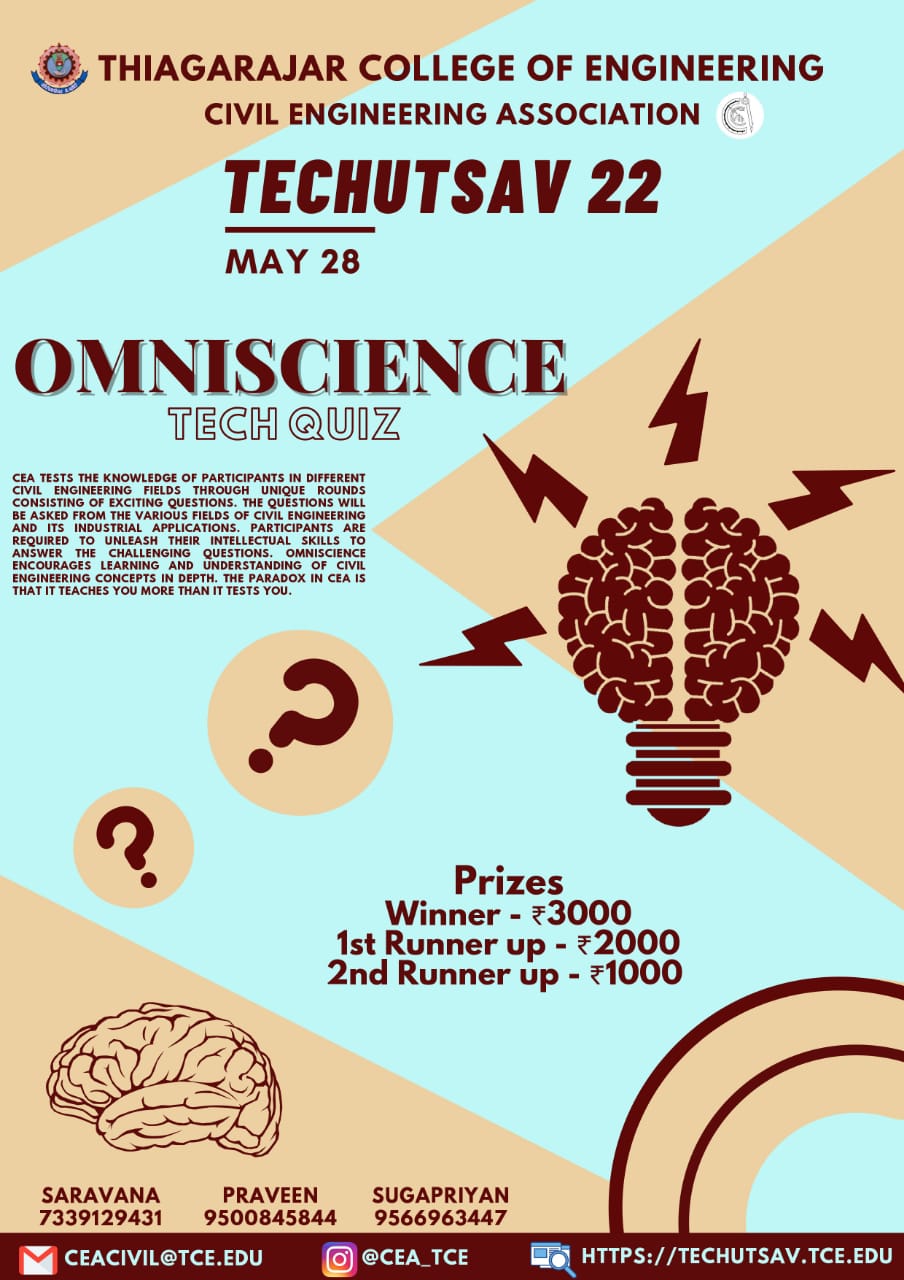 THIAGARAJAR COLLEGE OF ENGINEERING
CIVIL ENGINEERING ASSOCIATION
TECHUTSAV 22
MAY 28
OMNISCIENCE
TECH QUIZ
CEA TESTS THE KNOWLEDGE OF PARTICIPANTS IN DIFFERENT
CIVIL ENGINEERING FIELDS THROUGH UNIQUE ROUNDS
CONSISTING OF EXCITING QUESTIONS. THE QUESTIONS WILL
BE ASKED FROM THE VARIOUS FIELDS OF CIVIL ENGINEERING
AND ITS INDUSTRIAL APPLICATIONS. PARTICIPANTS ARE
REQUIRED TO UNLEASH THEIR INTELLECTUAL SKILLS TO
ANSWER THE CHALLENGING QUESTIONS. OMNISCIENCE
ENCOURAGES LEARNING AND UNDERSTANDING OF CIVIL
ENGINEERING CONCEPTS IN DEPTH. THE PARADOX IN CEA IS
THAT IT TEACHES YOU MORE THAN IT TESTS YOU.
?
?
Prizes
Winner - ₹3000
1st Runner up - ₹2000
2nd Runner up - ₹1000
SARAVANA PRAVEEN SUGAPRIYAN
7339129431 9500845844 9566963447
CEACIVIL@TCE.EDU @CEA_TCE HTTPS://TECHUTSAV.TCE.EDU